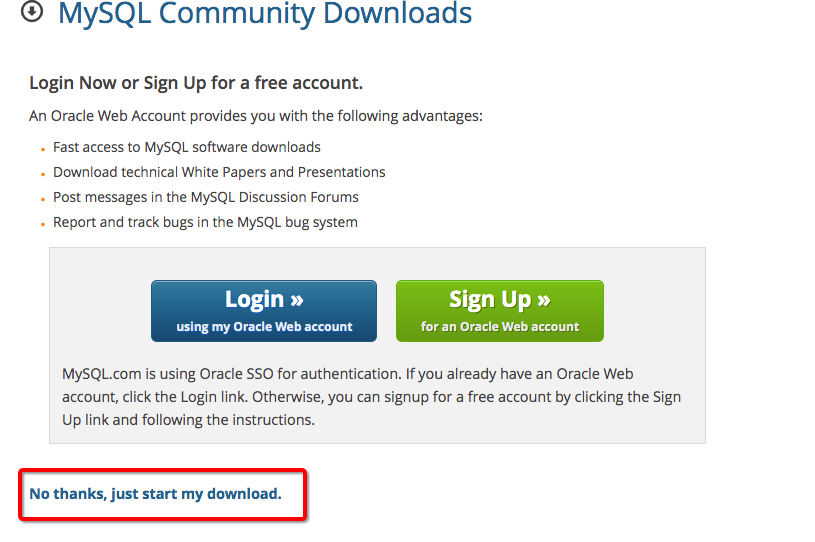 MySQL Community Downloads
Login Now or Sign Up for a free account.
An Oracle Web Account provides you with the following advantages:
Fast access to MySQL software downloads
Download technical White Papers and Presentations
Post messages in the MySQL Discussion Forums
Report and track bugs in the MySQL bug system
Login »
using my Oracle Web account
Sign Up »
for an Oracle Web account
MySQL.com is using Oracle SSO for authentication. If you already have an Oracle Web
account, click the Login link. Otherwise, you can signup for a free account by clicking the Sign
Up link and following the instructions.
No thanks, just start my download.